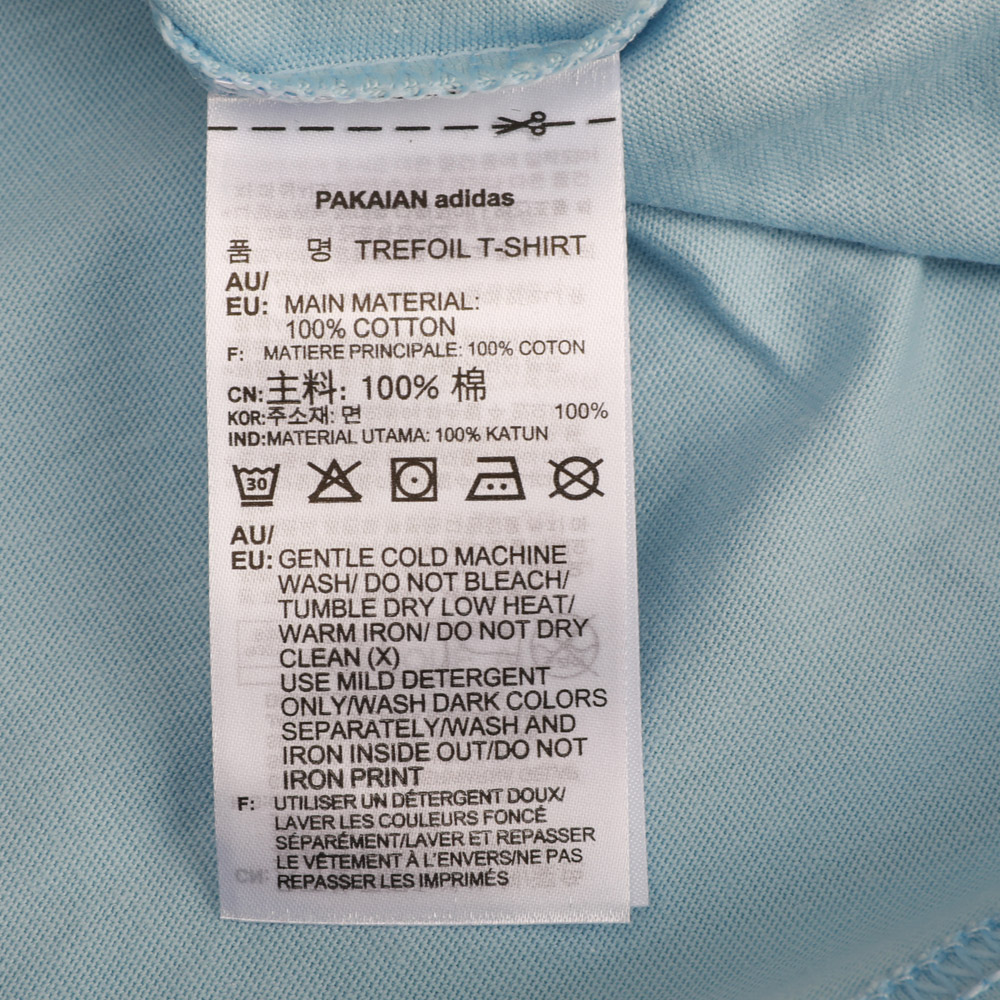 PAKAIAN adidas
품 명 TREFOIL T-SHIRT
AU/
EU: MAIN MATERIAL:
100% COTTON
F: MATIERE PRINCIPALE: 100% COTON
CN:主料: 100% 棉
KOR:주소재: 면 100%
IND:MATERIAL UTAMA: 100% KATUN
30
AU/
EU: GENTLE COLD MACHINE
WASH/ DO NOT BLEACH/
TUMBLE DRY LOW HEAT/
WARM IRON/ DO NOT DRY
CLEAN (X)
USE MILD DETERGENT
ONLY/WASH DARK COLORS
SEPARATELY/WASH AND
IRON INSIDE OUT/DO NOT
IRON PRINT
F: UTILISER UN DÉTERGENT DOUX/
LAVER LES COULEURS FONCÉ
SÉPARÉMENT/LAVER ET REPASSER
LE VÊTEMENT À L'ENVERS/NE PAS
REPASSER LES IMPRIMÉS